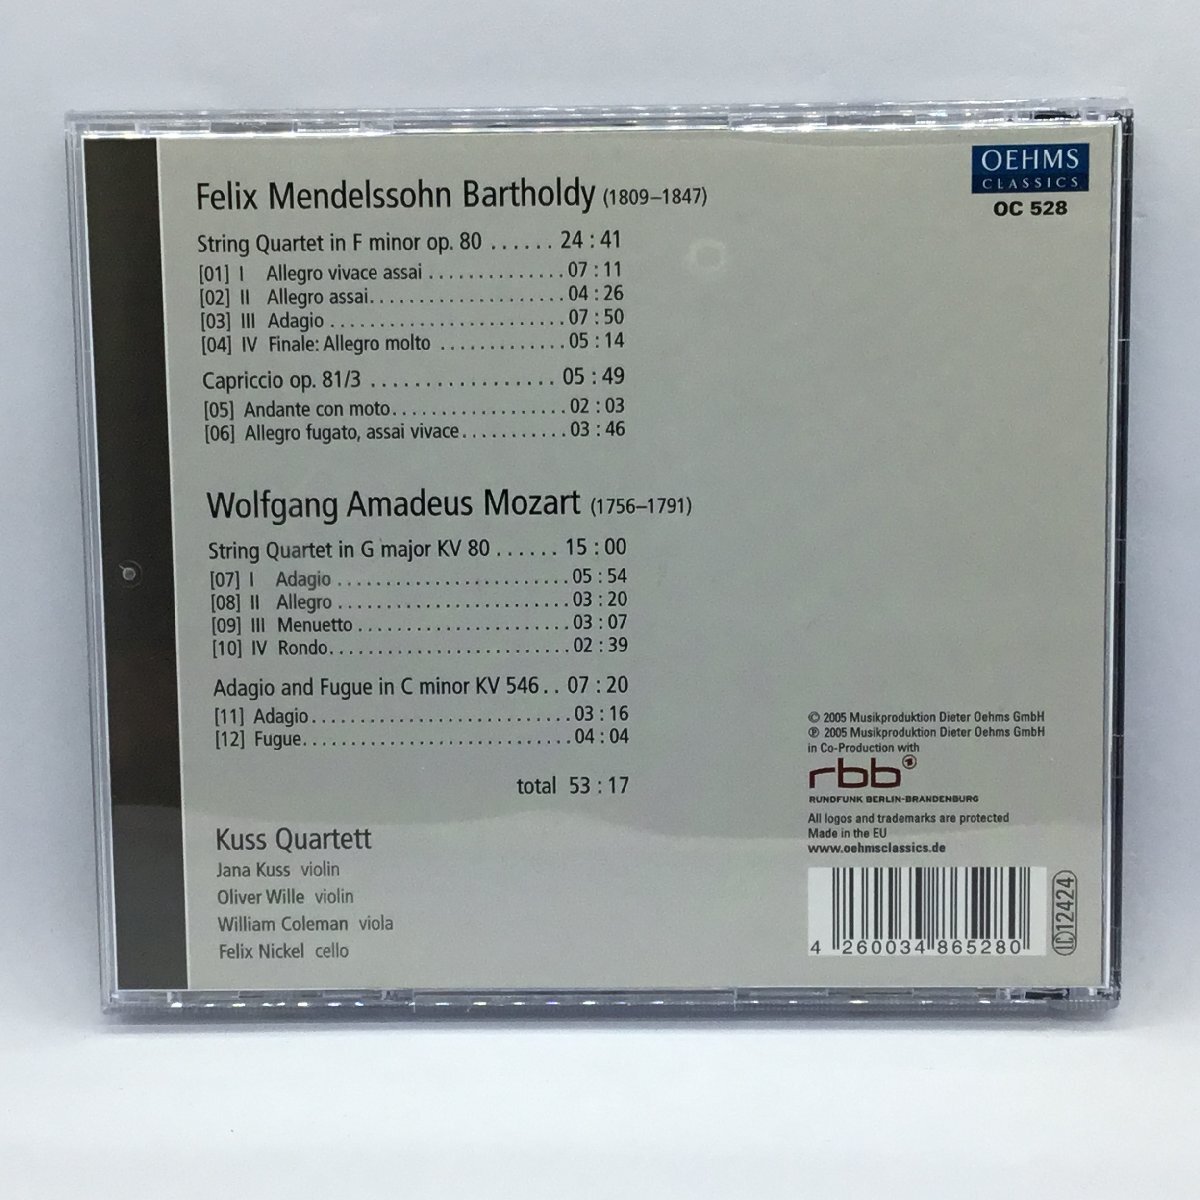 OEHMS
CLASSICS
OC 528
Felix Mendelssohn Bartholdy (1809–1847)
String Quartet in F minor op. 80 ...... 24 : 41
[01] I Allegro vivace assai .............. 07 : 11
[02] II Allegro assai.................... 04 : 26
[03] III Adagio ........................ 07 : 50
[04] IV Finale: Allegro molto ............. 05 : 14
Capriccio op. 81/3 .................. 05 : 49
[05] Andante con moto.................. 02 : 03
[06] Allegro fugato, assai vivace........... 03 : 46
Wolfgang Amadeus Mozart (1756–1791)
String Quartet in G major KV 80 ...... 15 : 00
[07] I Adagio ........................ 05 : 54
[08] II Allegro ........................ 03 : 20
[09] III Menuetto ...................... 03 : 07
[10] IV Rondo......................... 02 : 39
Adagio and Fugue in C minor KV 546.. 07 : 20
[11] Adagio........................... 03 : 16
[12] Fugue............................ 04 : 04
total 53 : 17
Kuss Quartett
Jana Kuss violin
Oliver Wille violin
William Coleman viola
Felix Nickel cello
© 2005 Musikproduktion Dieter Oehms GmbH
℗ 2005 Musikproduktion Dieter Oehms GmbH
in Co-Production with
rbb
RUNDFUNK BERLIN-BRANDENBURG
All logos and trademarks are protected
Made in the EU
www.oehmsclassics.de
4 260034 865280
LC 12424